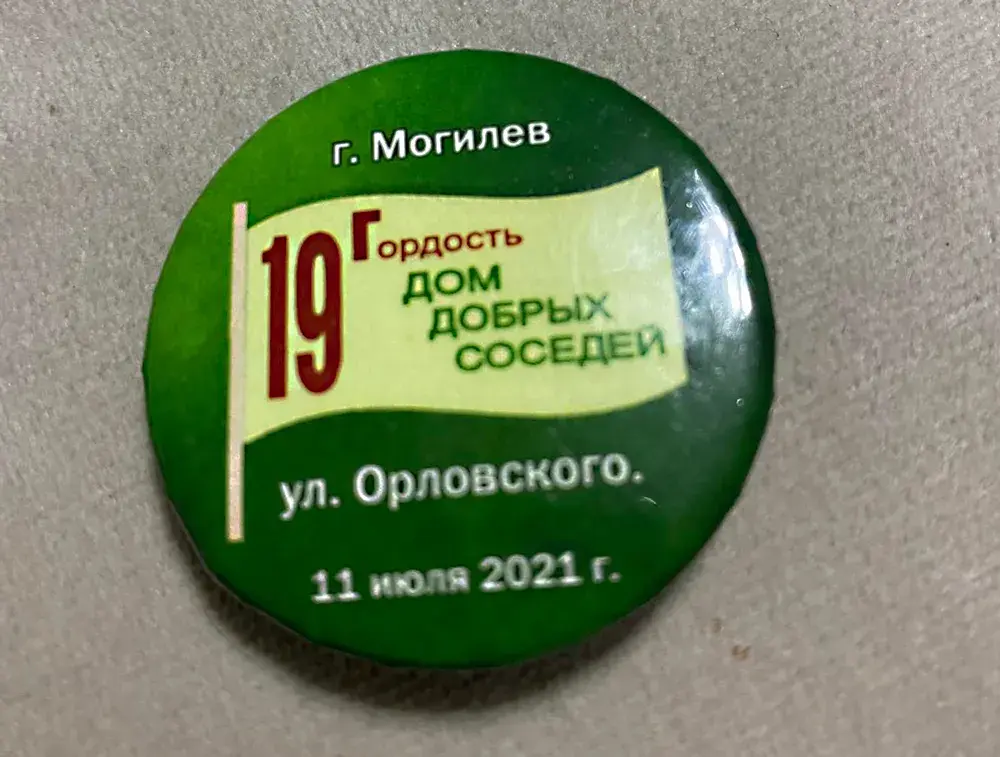 г. Могилев
19 Гордость
ДОМ
ДОБРЫХ
СОСЕДЕЙ
ул. Орловского.
11 июля 2021 г.